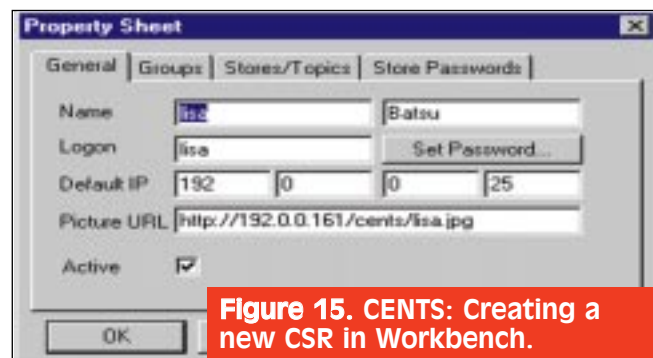 Property Sheet
General Groups Stores/Topics Store Passwords
Name lisa Batsu
Logon lisa Set Password...
Default IP 192 0 0 25
Picture URL http://192.0.0.161/cents/lisa.jpg
Active
OK
Figure 15. CENTS: Creating a
new CSR in Workbench.